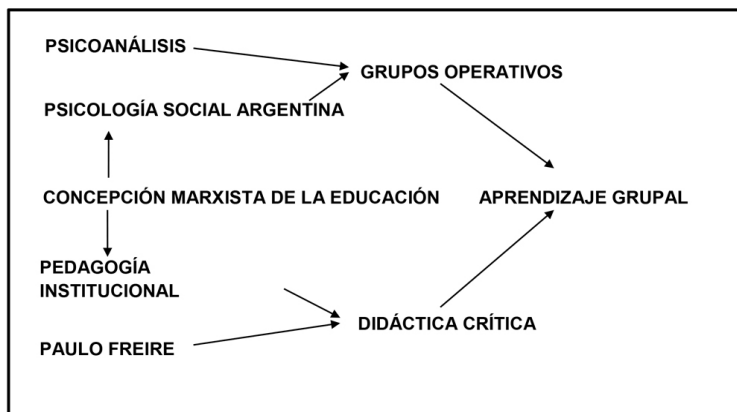 PSICOANÁLISIS
GRUPOS OPERATIVOS
PSICOLOGÍA SOCIAL ARGENTINA
CONCEPCIÓN MARXISTA DE LA EDUCACIÓN
APRENDIZAJE GRUPAL
PEDAGOGÍA
INSTITUCIONAL
DIDÁCTICA CRÍTICA
PAULO FREIRE